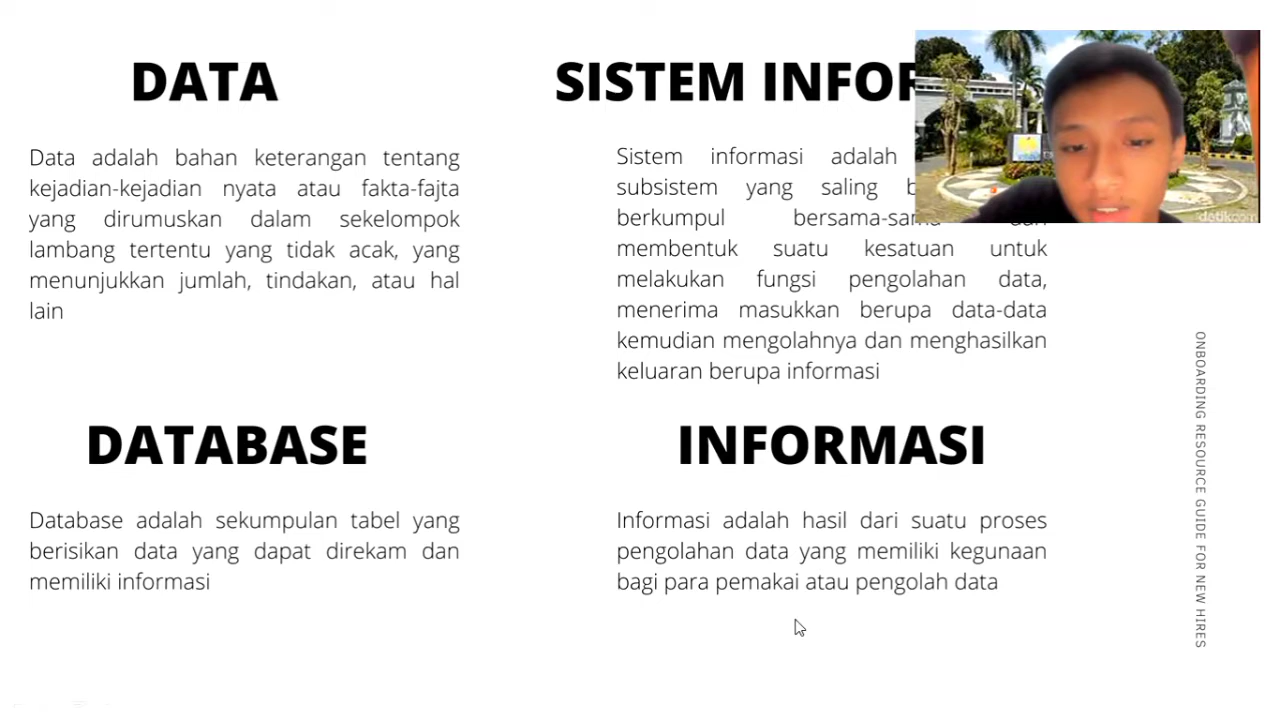 DATA
Data adalah bahan keterangan tentang
kejadian-kejadian nyata atau fakta-fajta
yang dirumuskan dalam sekelompok
lambang tertentu yang tidak acak, yang
menunjukkan jumlah, tindakan, atau hal
lain
SISTEM INFOR
Sistem informasi adalah
subsistem yang saling
berkumpul bersama-sama dan
membentuk suatu kesatuan untuk
melakukan fungsi pengolahan data,
menerima masukkan berupa data-data
kemudian mengolahnya dan menghasilkan
keluaran berupa informasi
DATABASE
Database adalah sekumpulan tabel yang
berisikan data yang dapat direkam dan
memiliki informasi
INFORMASI
Informasi adalah hasil dari suatu proses
pengolahan data yang memiliki kegunaan
bagi para pemakai atau pengolah data
ONBOARDING RESOURCE GUIDE FOR NEW HIRES
detikcom